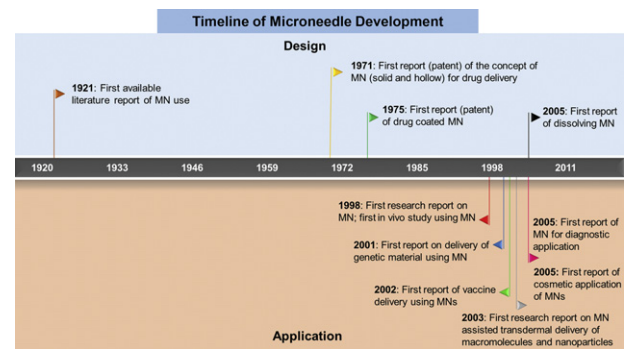 Timeline of Microneedle Development
Design
1971: First report (patent) of the concept of
MN (solid and hollow) for drug delivery
1921: First available
literature report of MN use
1975: First report (patent)
of drug coated MN
2005: First report
of dissolving MN
1920 1933 1946 1959 1972 1985 1998 2011
1998: First research report on
MN; first in vivo study using MN
2001: First report on delivery of
genetic material using MN
2002: First report of vaccine
delivery using MNs
2005: First report of
MN for diagnostic
application
2005: First report of
cosmetic application
of MNs
2003: First research report on MN
assisted transdermal delivery of
macromolecules and nanoparticles
Application